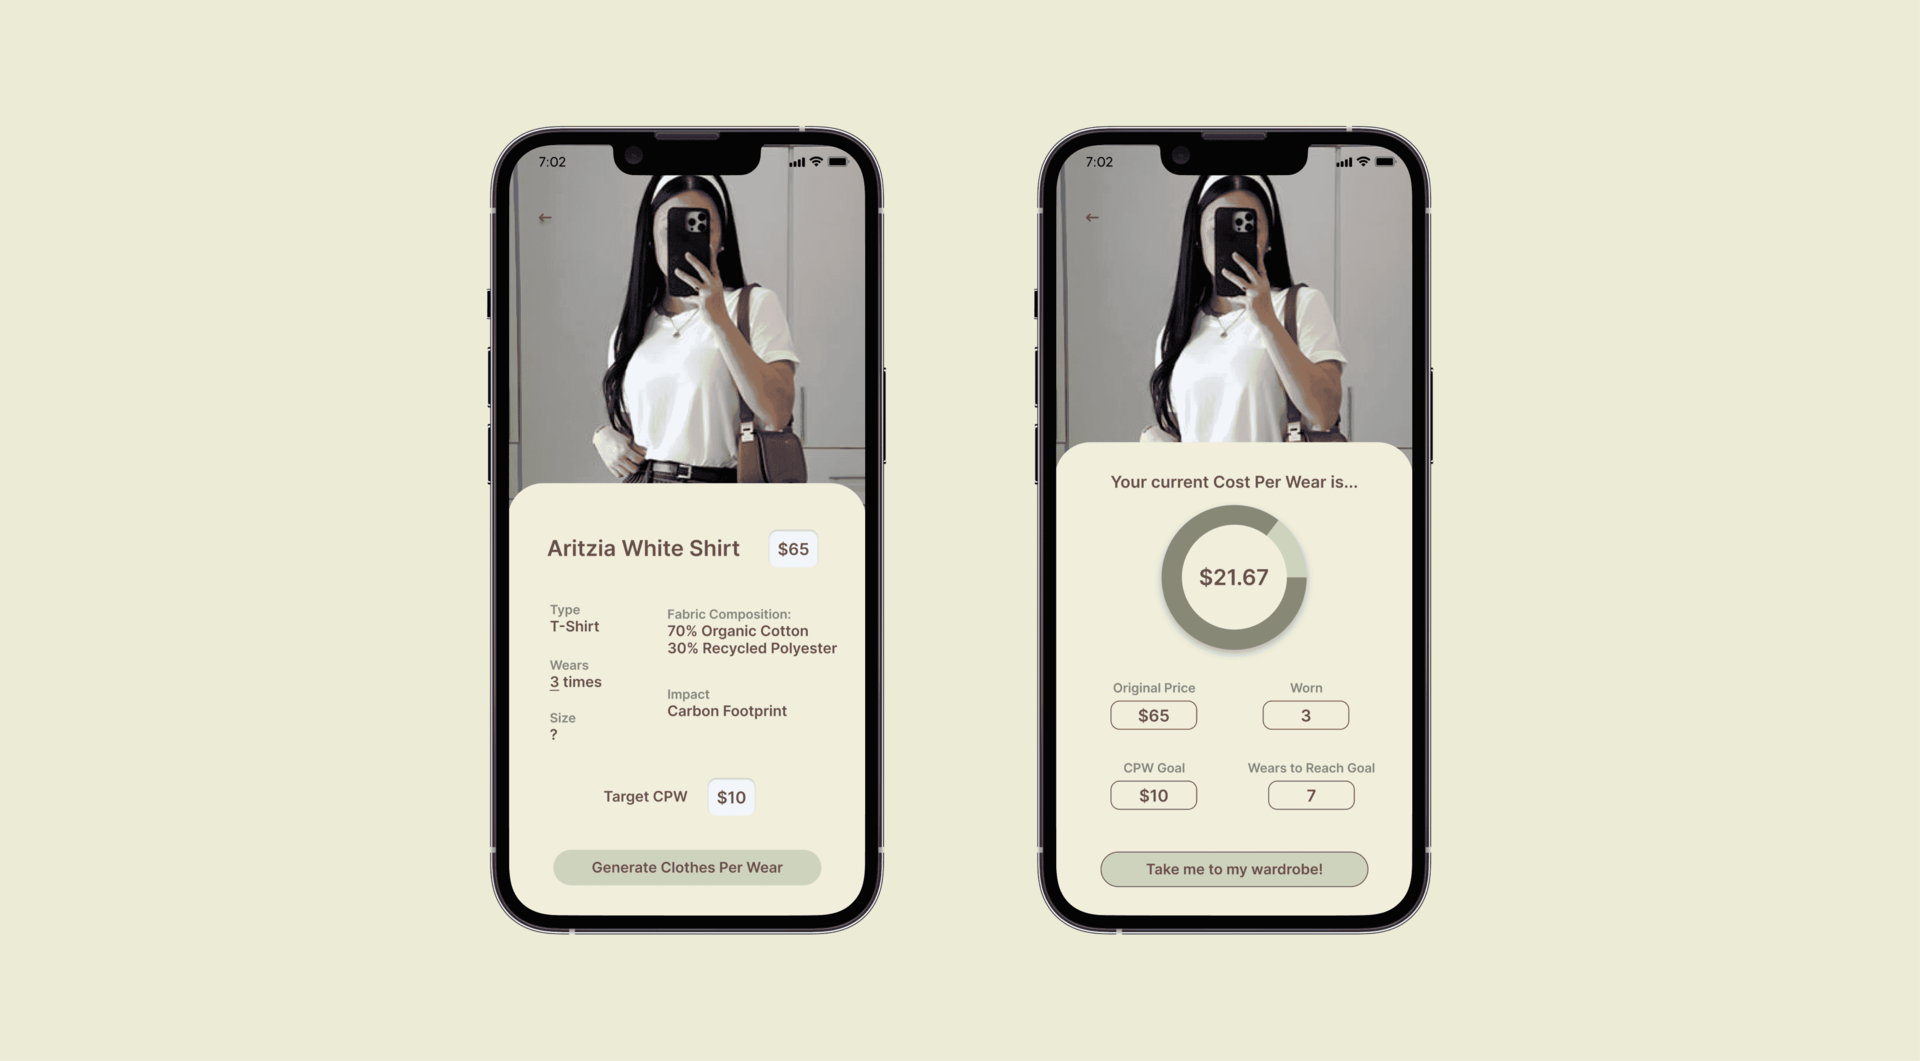 7:02
Aritzia White Shirt
$65
Type
T-Shirt
Fabric Composition:
70% Organic Cotton
30% Recycled Polyester
Wears
3 times
Impact
Carbon Footprint
Size
?
Target CPW
$10
Generate Clothes Per Wear
7:02
Your current Cost Per Wear is...
$21.67
Original Price
$65
Worn
3
CPW Goal
$10
Wears to Reach Goal
7
Take me to my wardrobe!